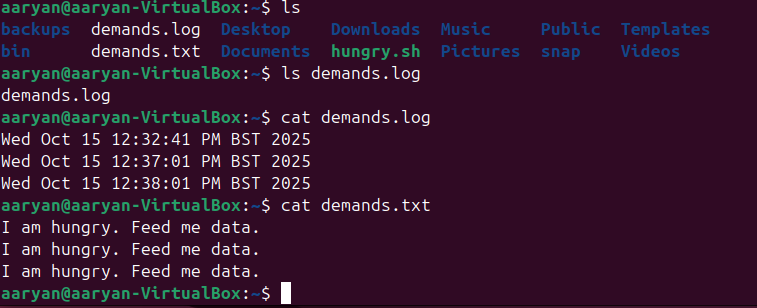 aaryan@aaryan-VirtualBox:~$ ls
backups  demands.log  Desktop    Downloads  Music     Public  Templates
bin      demands.txt  Documents  hungry.sh  Pictures  snap    Videos
aaryan@aaryan-VirtualBox:~$ ls demands.log
demands.log
aaryan@aaryan-VirtualBox:~$ cat demands.log
Wed Oct 15 12:32:41 PM BST 2025
Wed Oct 15 12:37:01 PM BST 2025
Wed Oct 15 12:38:01 PM BST 2025
aaryan@aaryan-VirtualBox:~$ cat demands.txt
I am hungry. Feed me data.
I am hungry. Feed me data.
I am hungry. Feed me data.
aaryan@aaryan-VirtualBox:~$